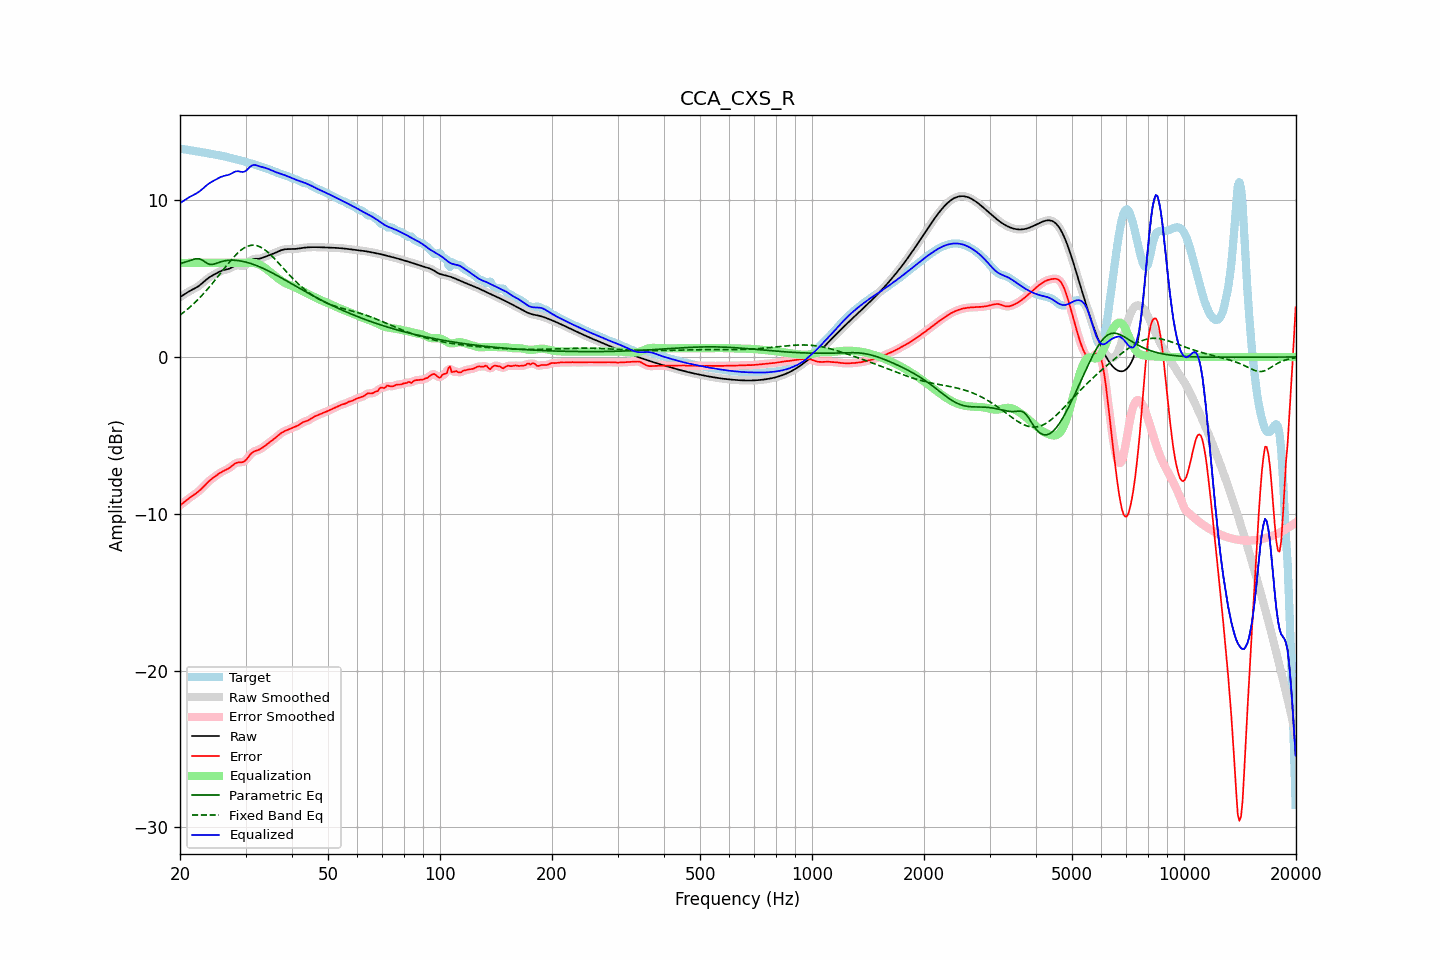 CCA_CXS_R
Amplitude (dBr)
10
0
−10
−20
−30
Target
Raw Smoothed
Error Smoothed
Raw
Error
Equalization
Parametric Eq
Fixed Band Eq
Equalized
20 50 100 200 500 1000 2000 5000 10000 20000
Frequency (Hz)